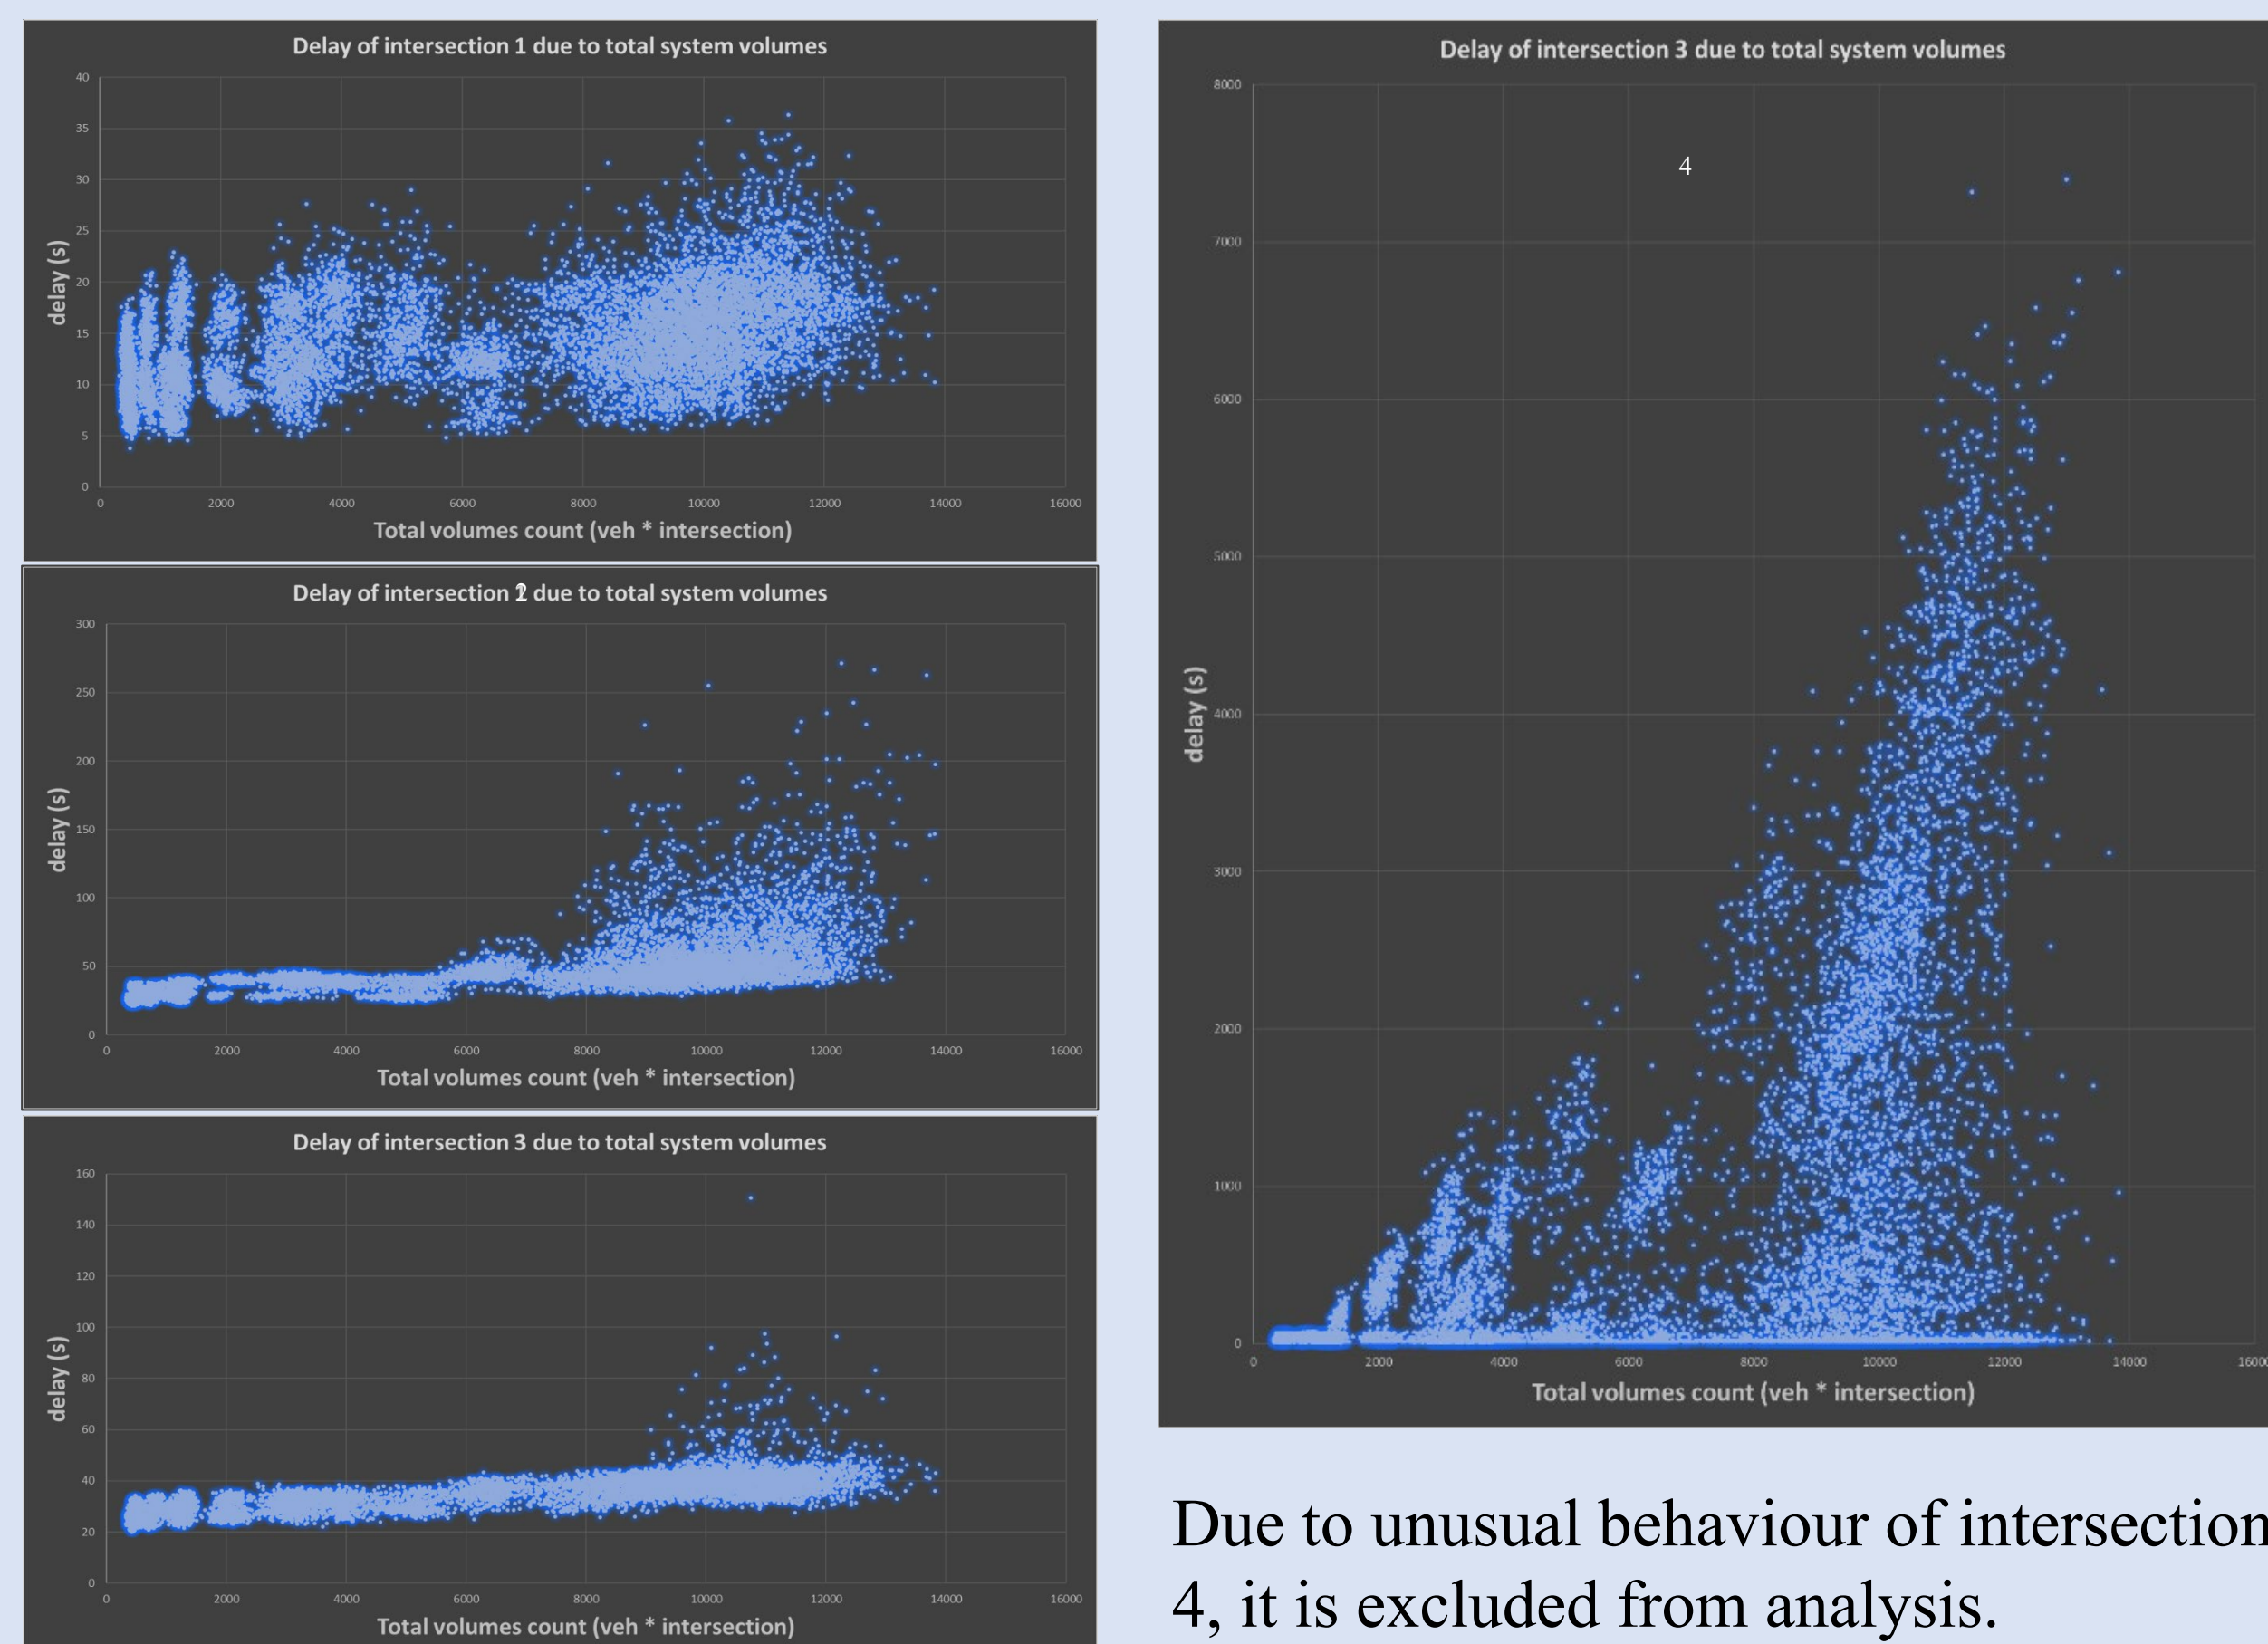 Delay of intersection 1 due to total system volumes
40
35
30
25
20
15
10
5
0
delay (s)
0 2000 4000 6000 8000 10000 12000 14000 16000
Total volumes count (veh * intersection)
Delay of intersection 2 due to total system volumes
300
250
200
150
100
50
0
delay (s)
0 2000 4000 6000 8000 10000 12000 14000 16000
Total volumes count (veh * intersection)
Delay of intersection 3 due to total system volumes
160
140
120
100
80
60
40
20
0
delay (s)
0 2000 4000 6000 8000 10000 12000 14000 16000
Total volumes count (veh * intersection)
Delay of intersection 3 due to total system volumes
4
8000
7000
6000
5000
4000
3000
2000
1000
0
delay (s)
0 2000 4000 6000 8000 10000 12000 14000
Total volumes count (veh * intersection)
Due to unusual behaviour of intersection
4, it is excluded from analysis.